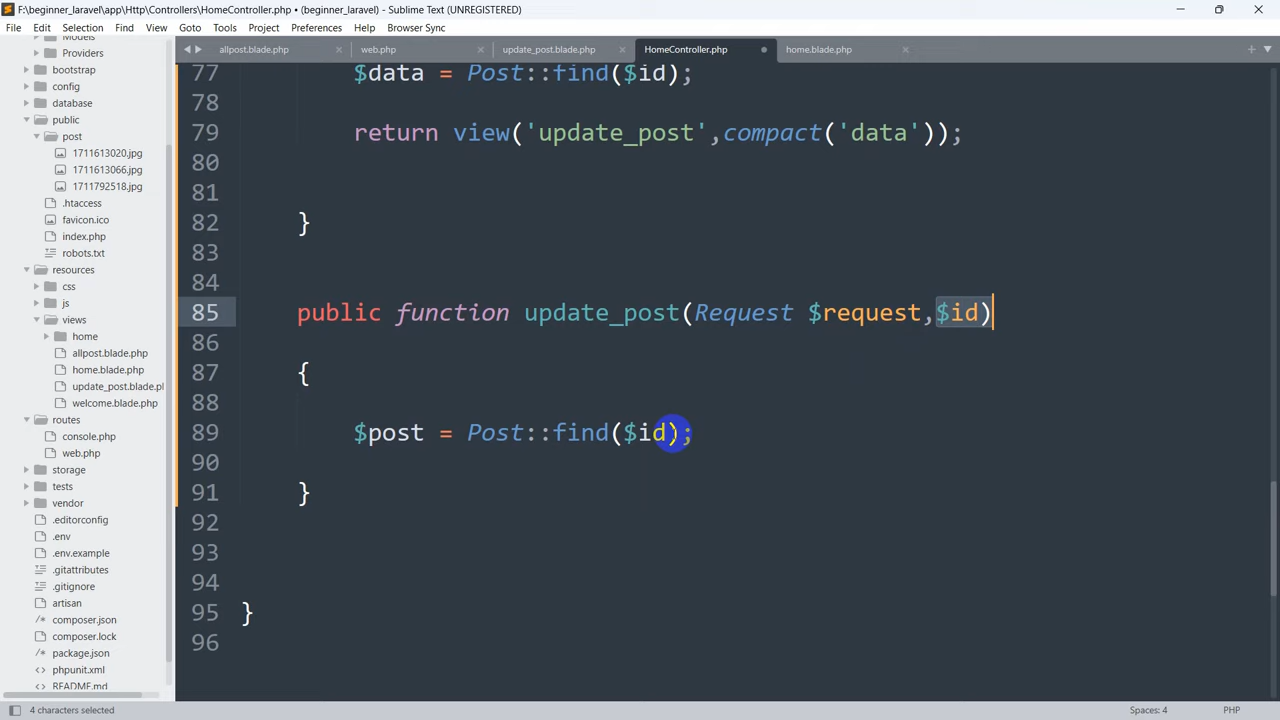 F:\beginner_laravel\app\Http\Controllers\HomeController.php • (beginner_laravel) - Sublime Text (UNREGISTERED)
File Edit Selection Find View Goto Tools Project Preferences Help Browser Sync
Providers
bootstrap
config
database
public
post
1711613020.jpg
1711613066.jpg
1711792518.jpg
.htaccess
favicon.ico
index.php
robots.txt
resources
css
js
views
home
allpost.blade.php
home.blade.php
update_post.blade.pl
welcome.blade.php
routes
console.php
web.php
storage
tests
vendor
.editorconfig
.env
.env.example
.gitattributes
.gitignore
artisan
composer.json
composer.lock
package.json
phpunit.xml
README.md
allpost.blade.php web.php update_post.blade.php HomeController.php home.blade.php
77 $data = Post::find($id);
78
79 return view('update_post',compact('data'));
80
81
82 }
83
84
85 public function update_post(Request $request,$id)
86
87 {
88
89 $post = Post::find($id);
90
91 }
92
93
94
95 }
96
4 characters selected Spaces: 4 PHP